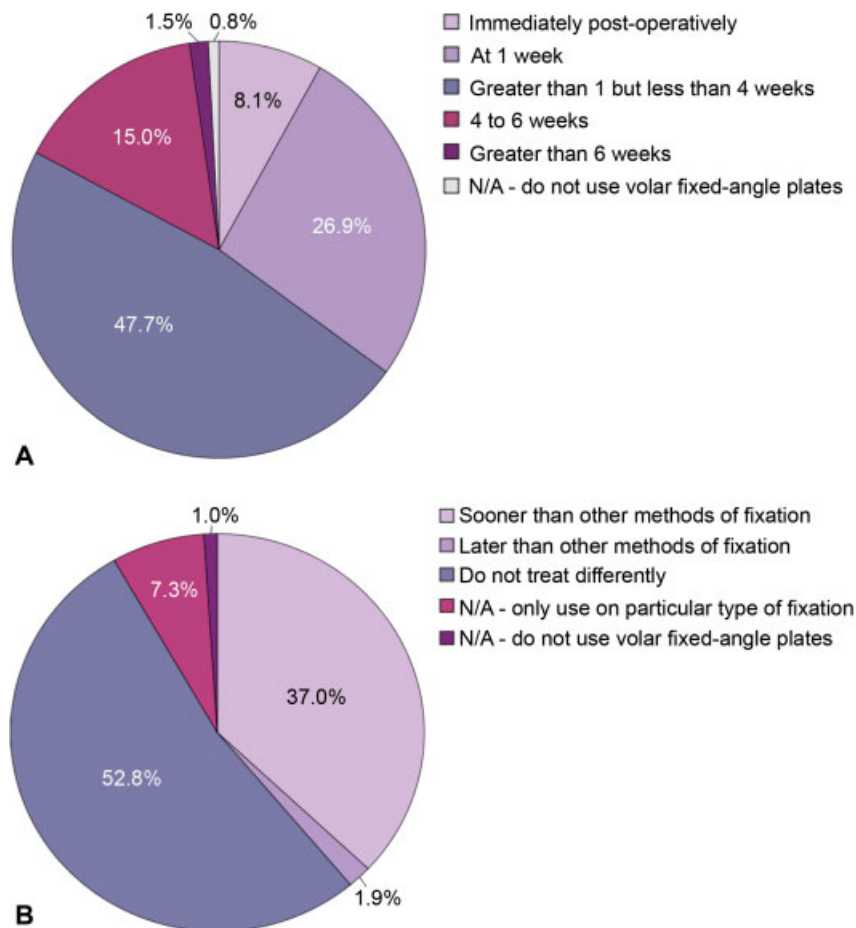 1.5% 0.8%
8.1%
26.9%
47.7%
15.0%
Immediately post-operatively
At 1 week
Greater than 1 but less than 4 weeks
4 to 6 weeks
Greater than 6 weeks
N/A - do not use volar fixed-angle plates
A
1.0%
37.0%
1.9%
52.8%
7.3%
Sooner than other methods of fixation
Later than other methods of fixation
Do not treat differently
N/A - only use on particular type of fixation
N/A - do not use volar fixed-angle plates
B